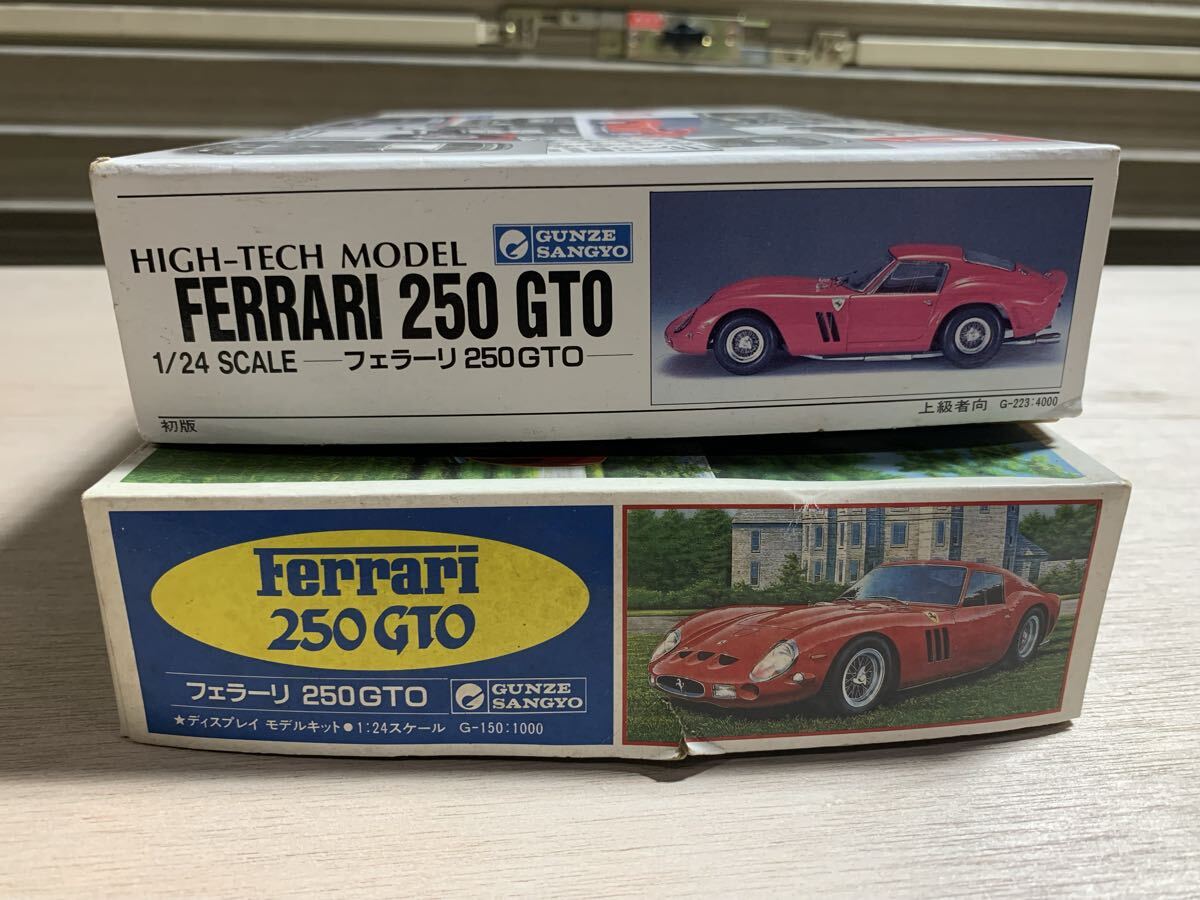 HIGH-TECH MODEL
GUNZE
SANGYO
FERRARI 250 GTO
1/24 SCALE — フェラーリ 250GTO —
初版
上級者向 G-223:4000
Ferrari
250 GTO
フェラーリ 250GTO
GUNZE
SANGYO
★ディスプレイ モデルキット●1:24スケール G-150:1000